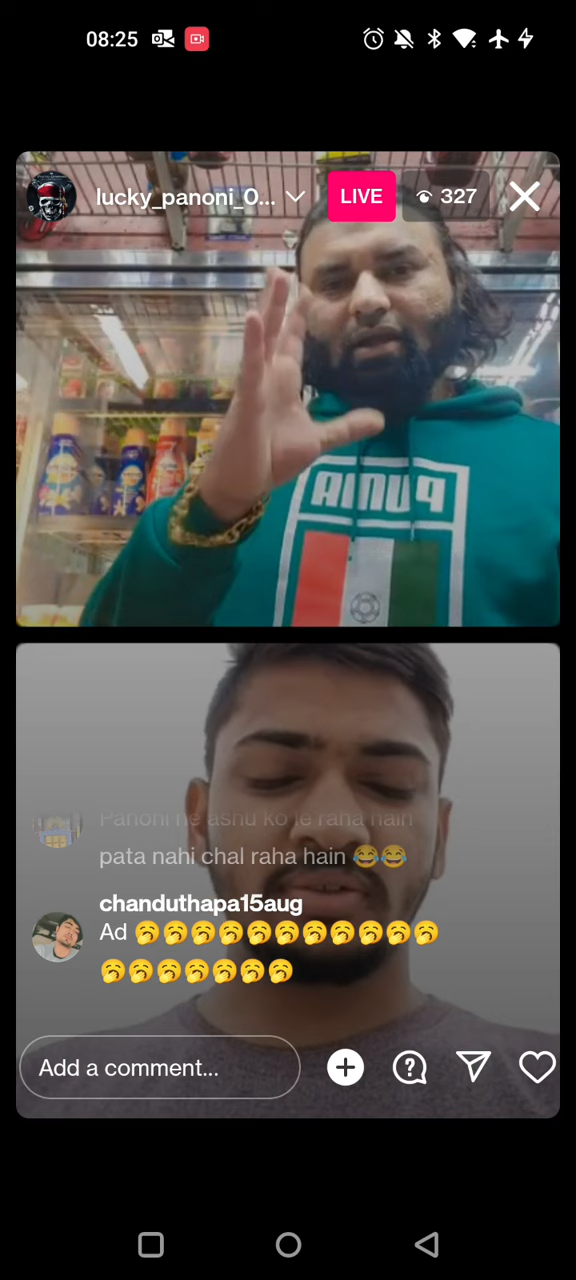 08:25
lucky_panoni_0... LIVE 327
PUMA
Panoni ne ashu ko le raha hain
pata nahi chal raha hain 😂😂
chanduthapa15aug
Ad 🥱🥱🥱🥱🥱🥱🥱🥱🥱🥱🥱
🥱🥱🥱🥱🥱🥱🥱
Add a comment...